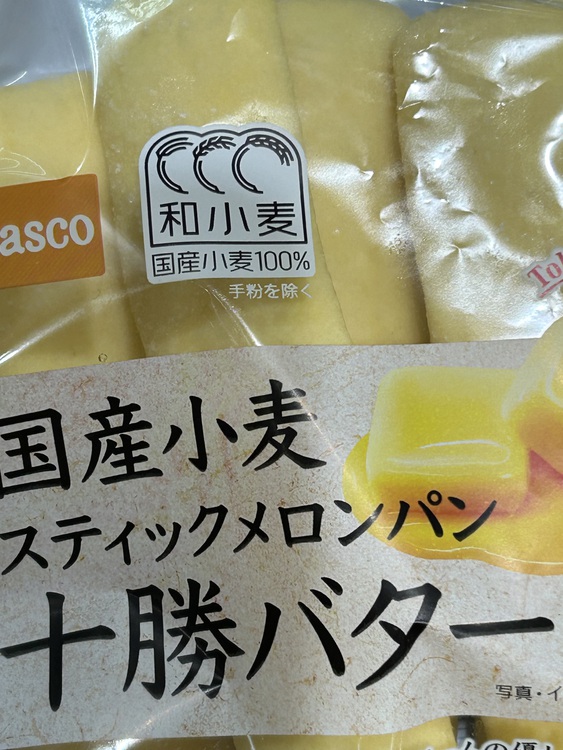 asco
和小麦
国産小麦100%
手粉を除く
国産小麦
スティックメロンパン
十勝バター
写真・イ